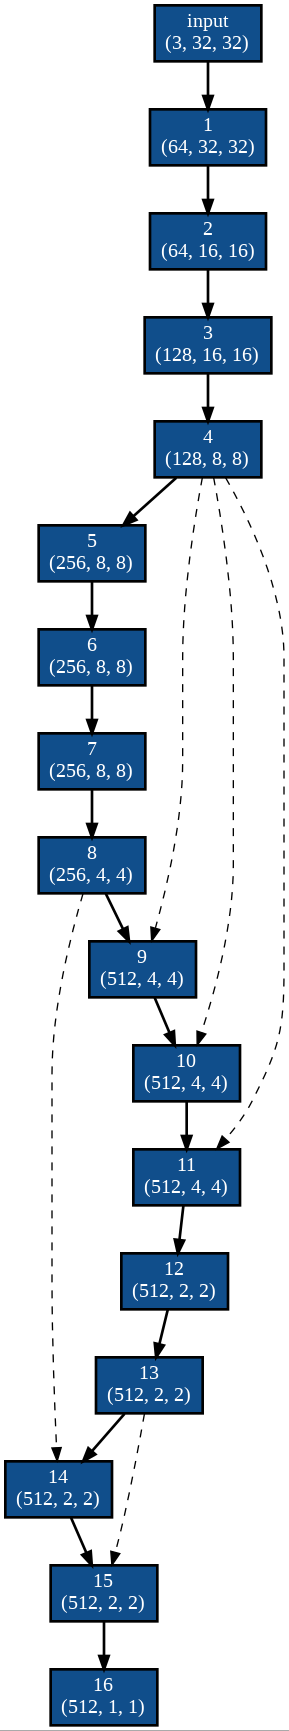 input
(3, 32, 32)
1
(64, 32, 32)
2
(64, 16, 16)
3
(128, 16, 16)
4
(128, 8, 8)
5
(256, 8, 8)
6
(256, 8, 8)
7
(256, 8, 8)
8
(256, 4, 4)
9
(512, 4, 4)
10
(512, 4, 4)
11
(512, 4, 4)
12
(512, 2, 2)
13
(512, 2, 2)
14
(512, 2, 2)
15
(512, 2, 2)
16
(512, 1, 1)